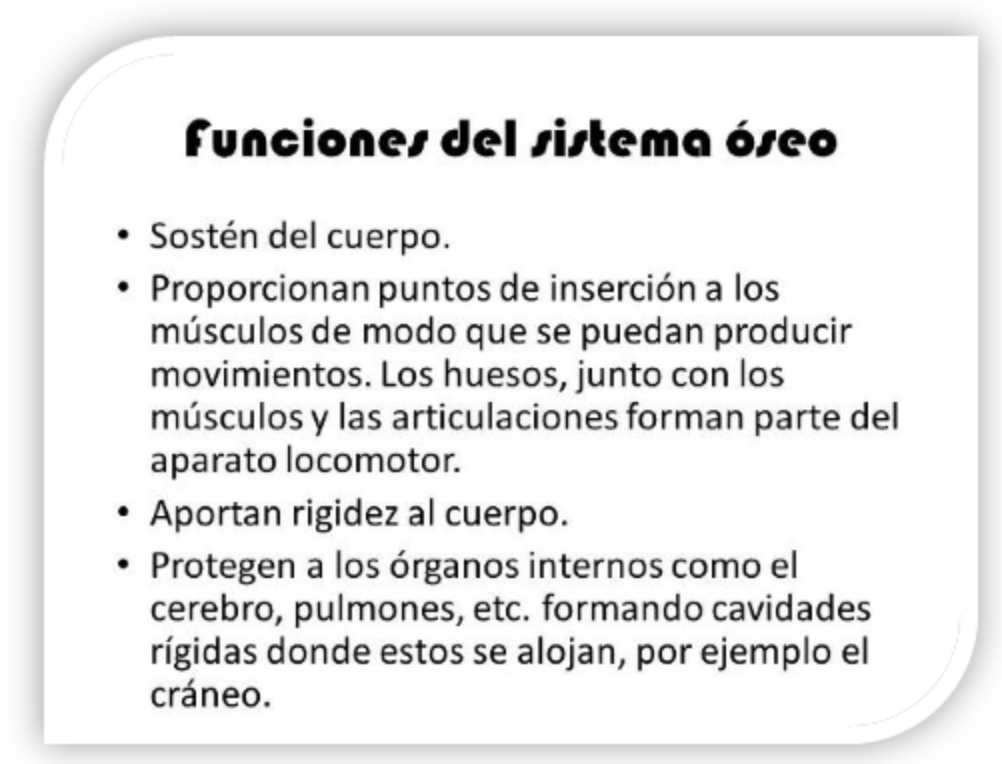 Funciones del sistema óseo
• Sostén del cuerpo.
• Proporcionan puntos de inserción a los
músculos de modo que se puedan producir
movimientos. Los huesos, junto con los
músculos y las articulaciones forman parte del
aparato locomotor.
• Aportan rigidez al cuerpo.
• Protegen a los órganos internos como el
cerebro, pulmones, etc. formando cavidades
rígidas donde estos se alojan, por ejemplo el
cráneo.